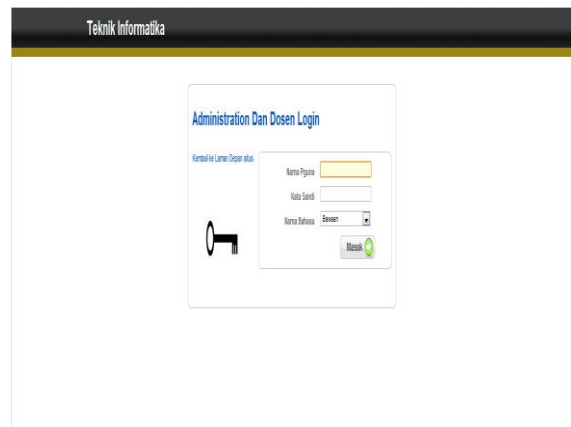 Teknik Informatika
Administration Dan Dosen Login
Kembali ke Laman Depan situs
Nama Pguna
Kata Sandi
Nama Bahasa Bawaan
Masuk